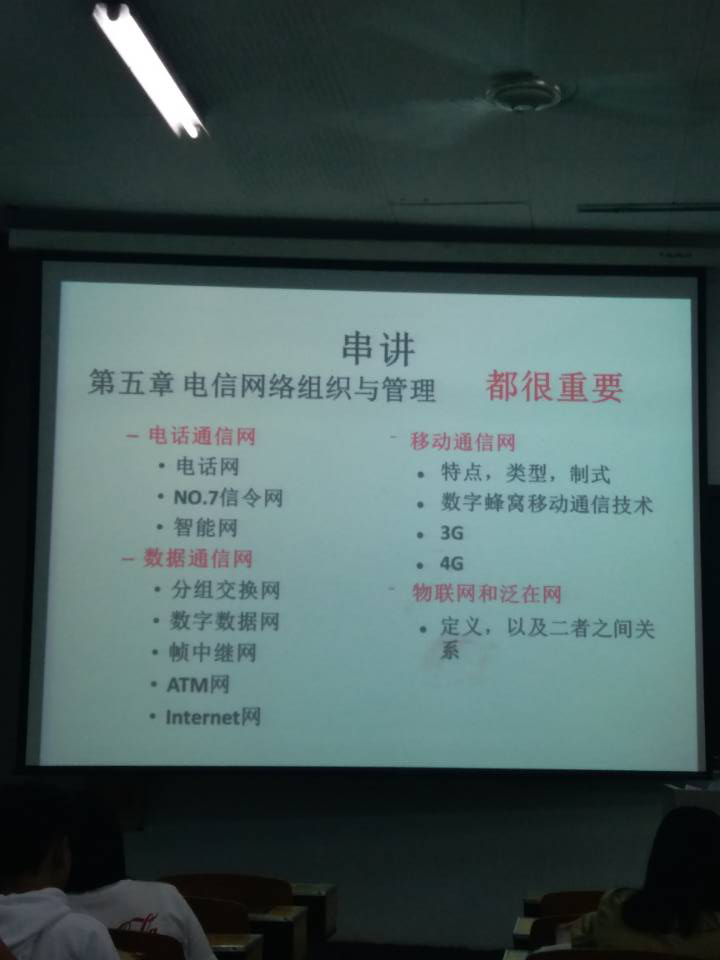 串讲
第五章 电信网络组织与管理 都很重要
– 电话通信网
• 电话网
• NO.7信令网
• 智能网
– 数据通信网
• 分组交换网
• 数字数据网
• 帧中继网
• ATM网
• Internet网
- 移动通信网
• 特点，类型，制式
• 数字蜂窝移动通信技术
• 3G
• 4G
- 物联网和泛在网
• 定义，以及二者之间关
系